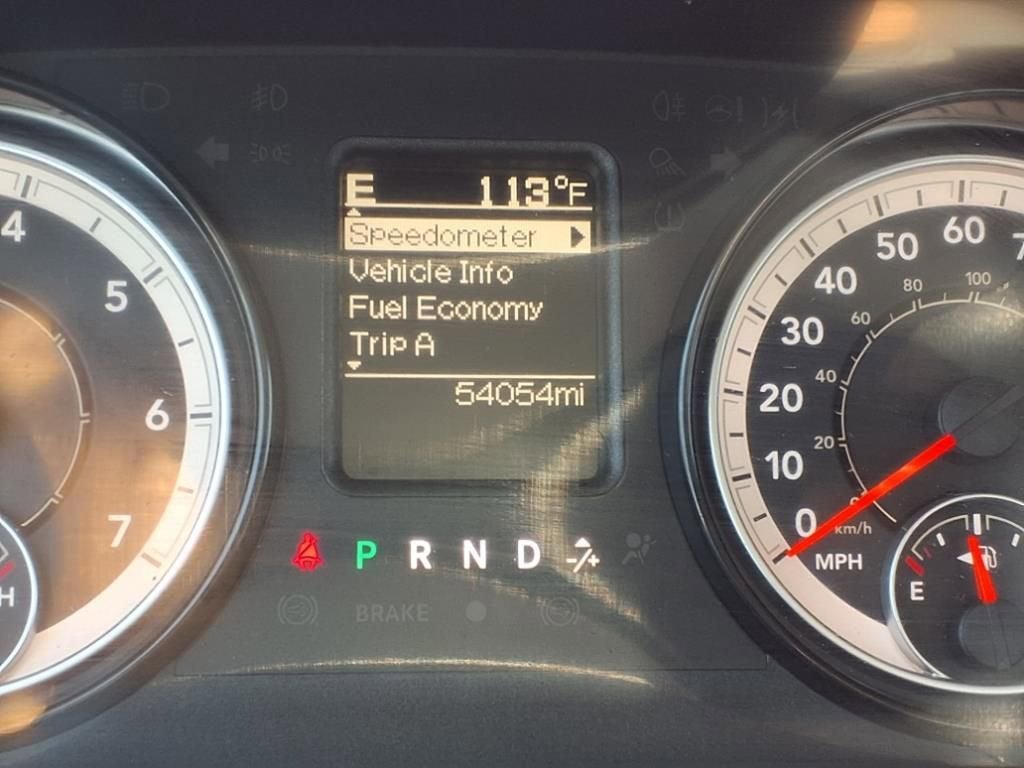 E 113°F
Speedometer
Vehicle Info
Fuel Economy
Trip A
54054mi
P R N D -/+
BRAKE
4
5
6
7
H
60
50
40
30
20
10
0
MPH
100
80
60
40
20
km/h
E